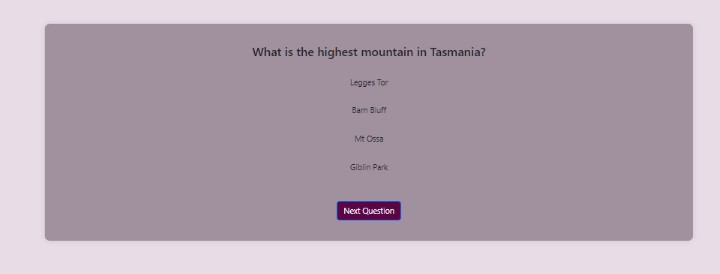 What is the highest mountain in Tasmania?
Legges Tor
Barn Bluff
Mt Ossa
Giblin Park
Next Question